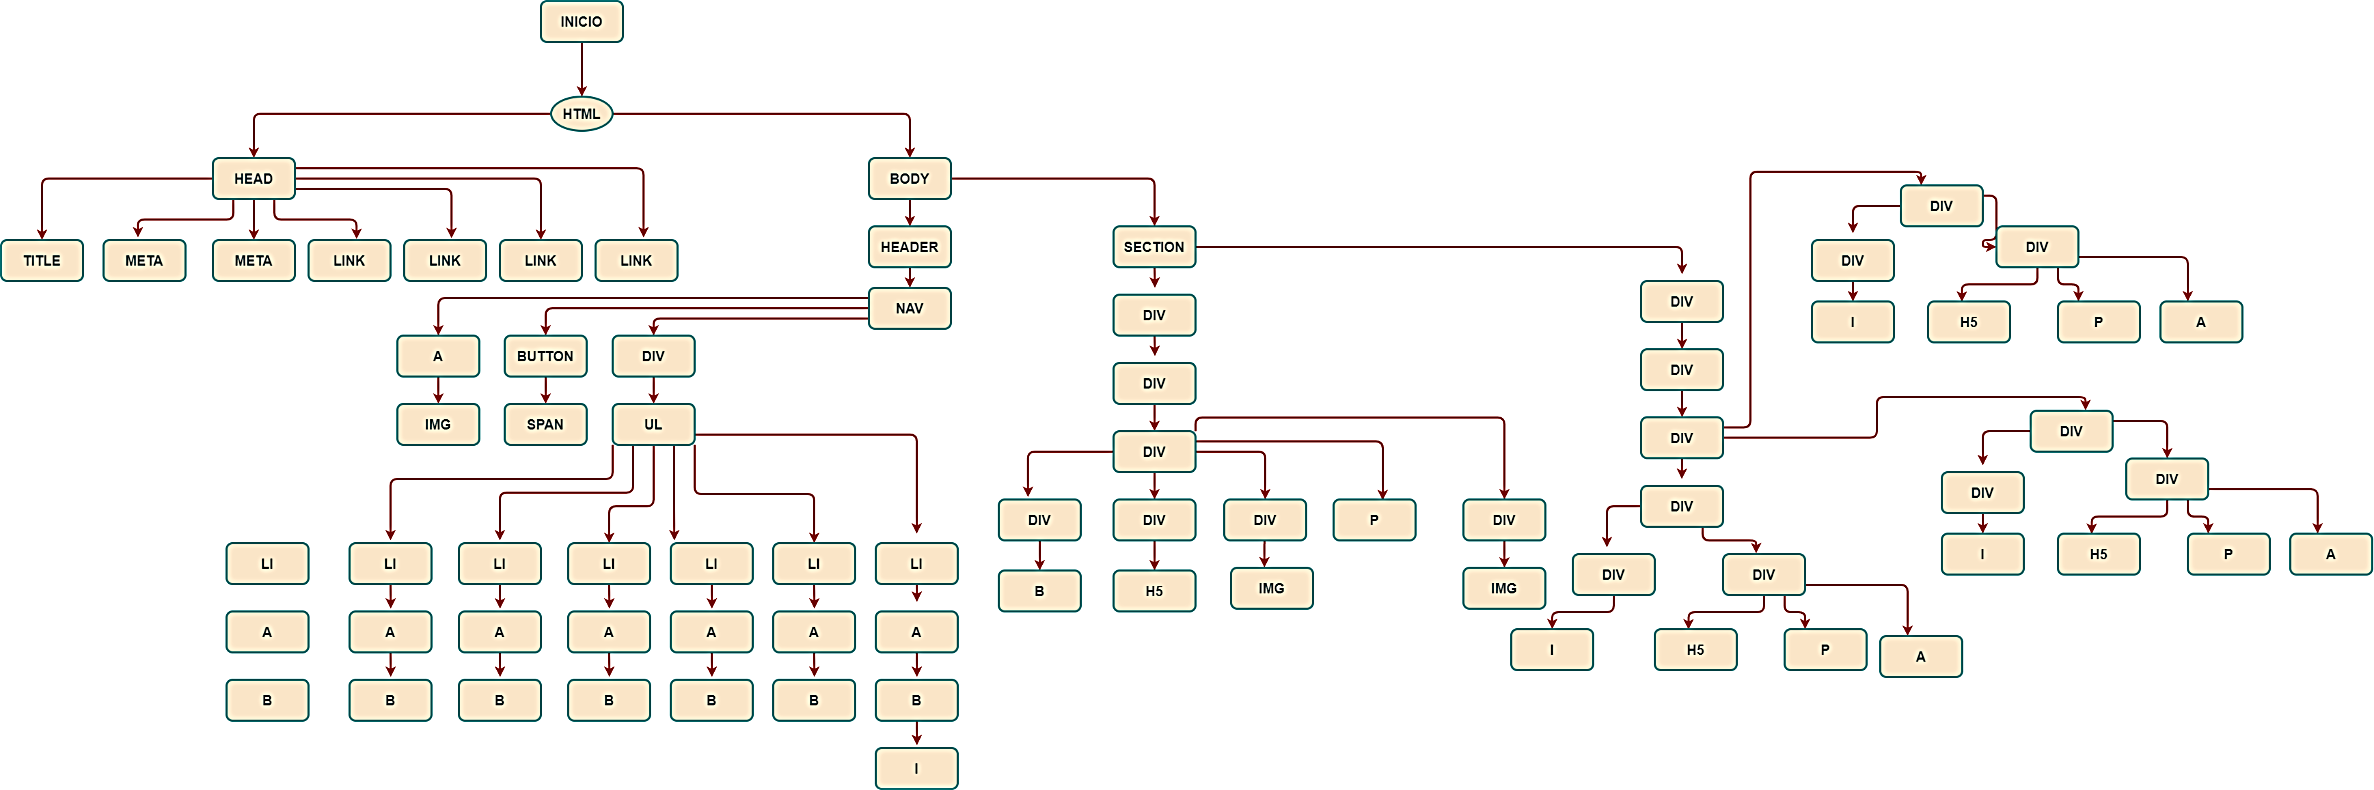 INICIO
HTML
HEAD
BODY
TITLE
META
META
LINK
LINK
LINK
LINK
HEADER
NAV
A
BUTTON
DIV
IMG
SPAN
UL
LI
LI
LI
LI
LI
LI
LI
A
A
A
A
A
A
A
B
B
B
B
B
B
B
I
SECTION
DIV
DIV
DIV
DIV
DIV
DIV
P
DIV
B
H5
IMG
IMG
DIV
DIV
DIV
DIV
DIV
DIV
I
H5
P
A
DIV
DIV
DIV
I
H5
P
A
DIV
DIV
DIV
I
H5
P
A